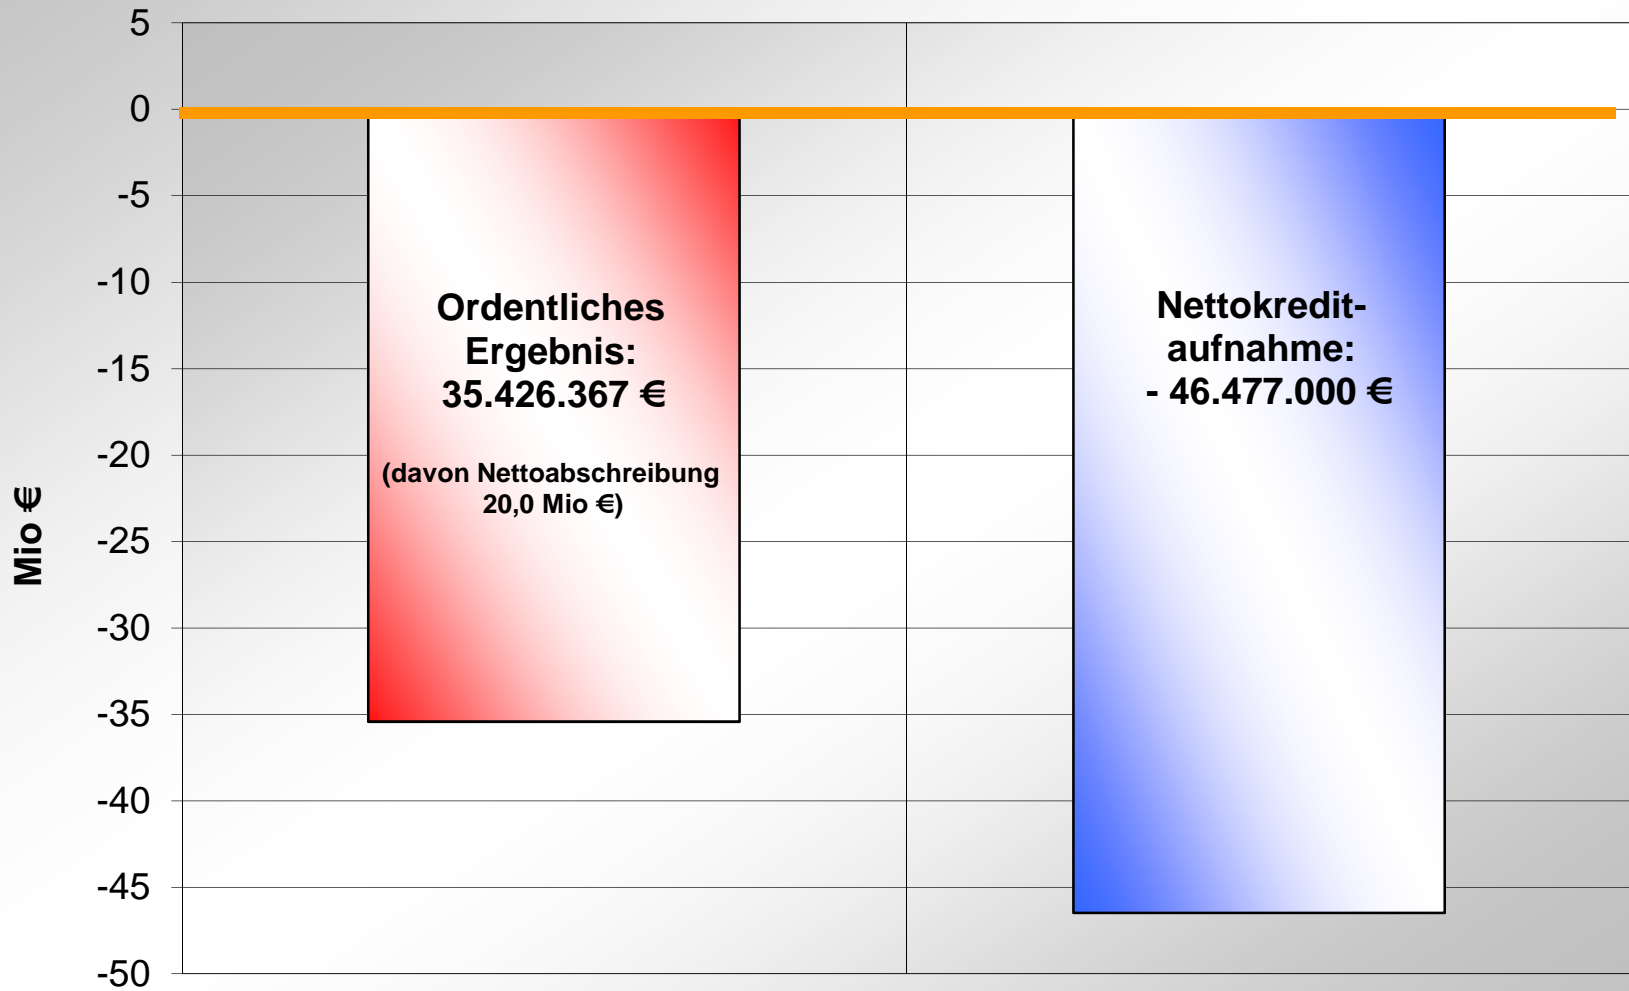 5
0
-5
-10
-15
-20
-25
-30
-35
-40
-45
-50
Mio €
Ordentliches
Ergebnis:
35.426.367 €
(davon Nettoabschreibung
20,0 Mio €)
Nettokredit-
aufnahme:
- 46.477.000 €